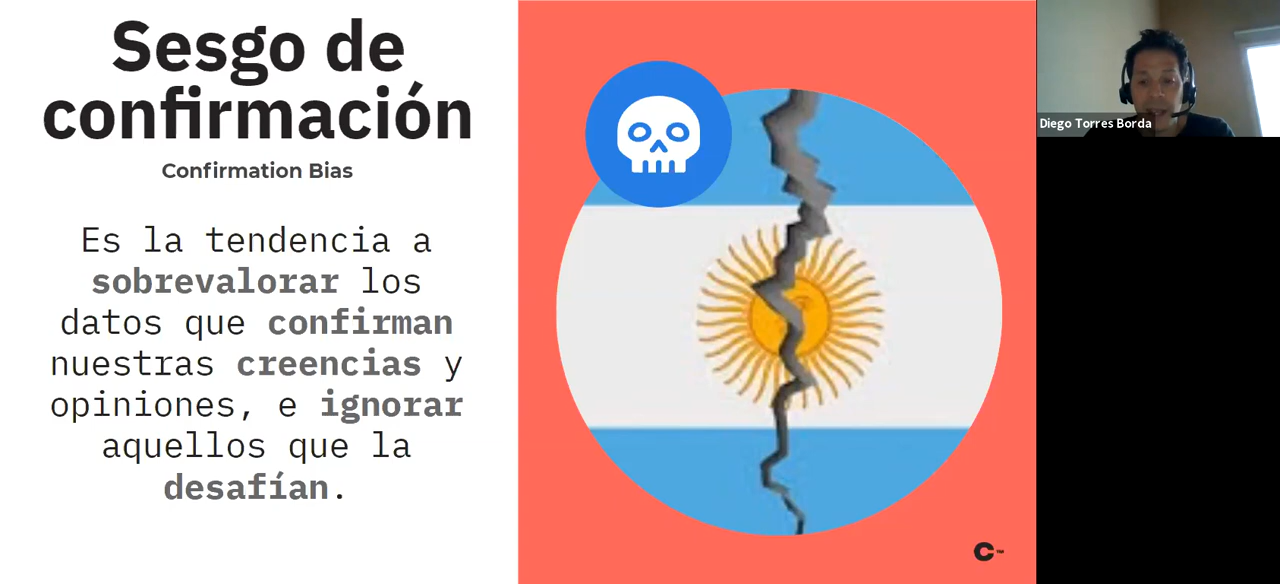 Sesgo de
confirmación
Confirmation Bias
Es la tendencia a
sobrevalorar los
datos que confirman
nuestras creencias y
opiniones, e ignorar
aquellos que la
desafían.
C™
Diego Torres Borda